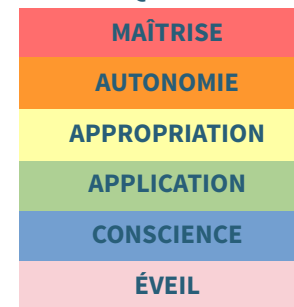 MAÎTRISE
AUTONOMIE
APPROPRIATION
APPLICATION
CONSCIENCE
ÉVEIL